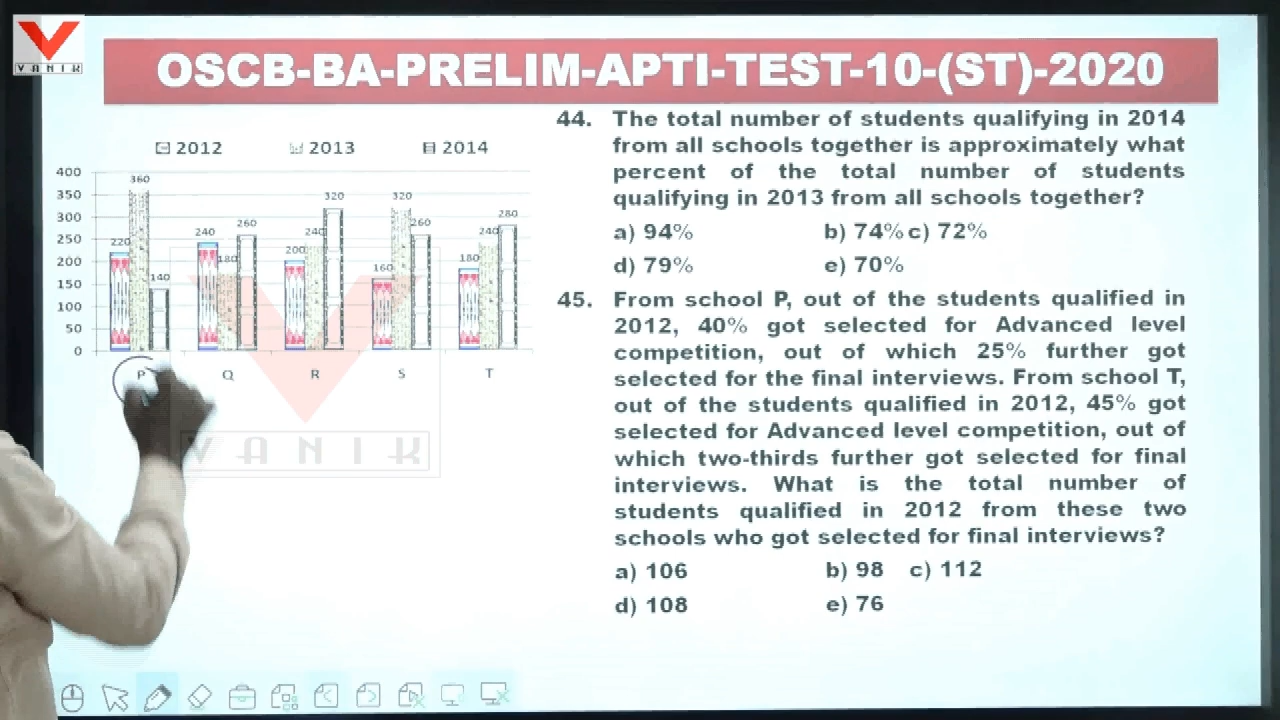 VANIK
OSCB-BA-PRELIM-APTI-TEST-10-(ST)-2020
2012 2013 2014
400
350
300
250
200
150
100
50
0
220 360 140
240 180 260
200 240 320
160 320 260
180 240 280
P Q R S T
VANIK
44. The total number of students qualifying in 2014
from all schools together is approximately what
percent of the total number of students
qualifying in 2013 from all schools together?
a) 94% b) 74% c) 72%
d) 79% e) 70%
45. From school P, out of the students qualified in
2012, 40% got selected for Advanced level
competition, out of which 25% further got
selected for the final interviews. From school T,
out of the students qualified in 2012, 45% got
selected for Advanced level competition, out of
which two-thirds further got selected for final
interviews. What is the total number of
students qualified in 2012 from these two
schools who got selected for final interviews?
a) 106 b) 98 c) 112
d) 108 e) 76